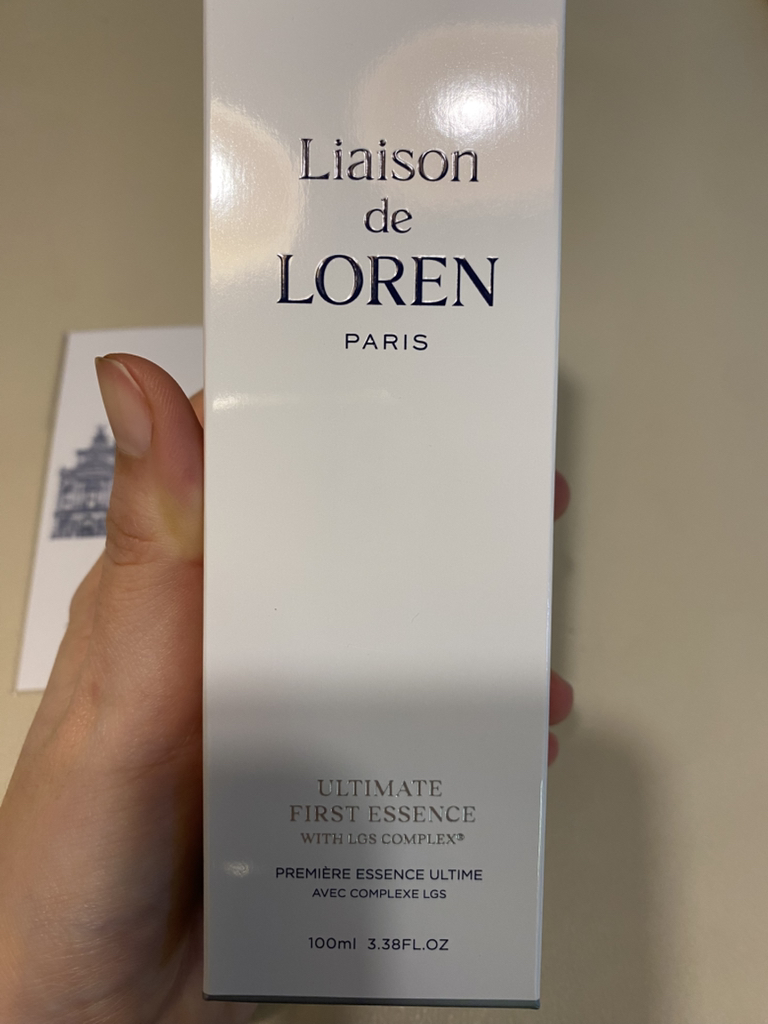 Liaison
de
LOREN
PARIS
ULTIMATE
FIRST ESSENCE
WITH LGS COMPLEX®
PREMIÈRE ESSENCE ULTIME
AVEC COMPLEXE LGS
100ml 3.38FL.OZ